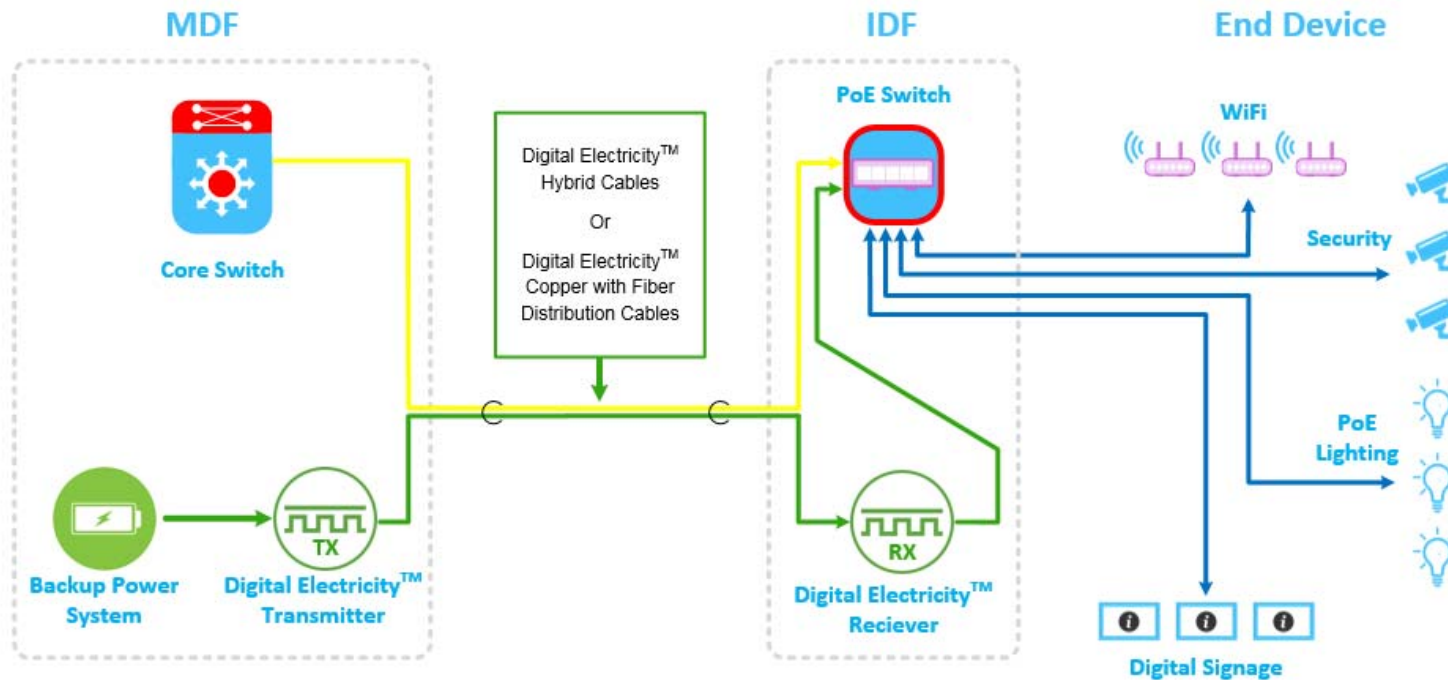 MDF
IDF
End Device
Core Switch
Digital Electricity™
Hybrid Cables
Or
Digital Electricity™
Copper with Fiber
Distribution Cables
PoE Switch
WiFi
Security
PoE
Lighting
TX
RX
Backup Power
System
Digital Electricity™
Transmitter
Digital Electricity™
Reciever
Digital Signage